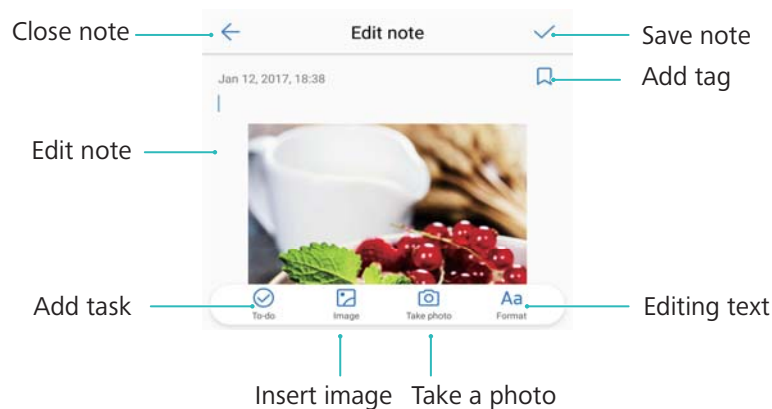 Close note
Edit note
Save note
Add tag
Jan 12, 2017, 18:38
Edit note
Add task
To-do
Image
Take photo
Aa
Format
Editing text
Insert image
Take a photo